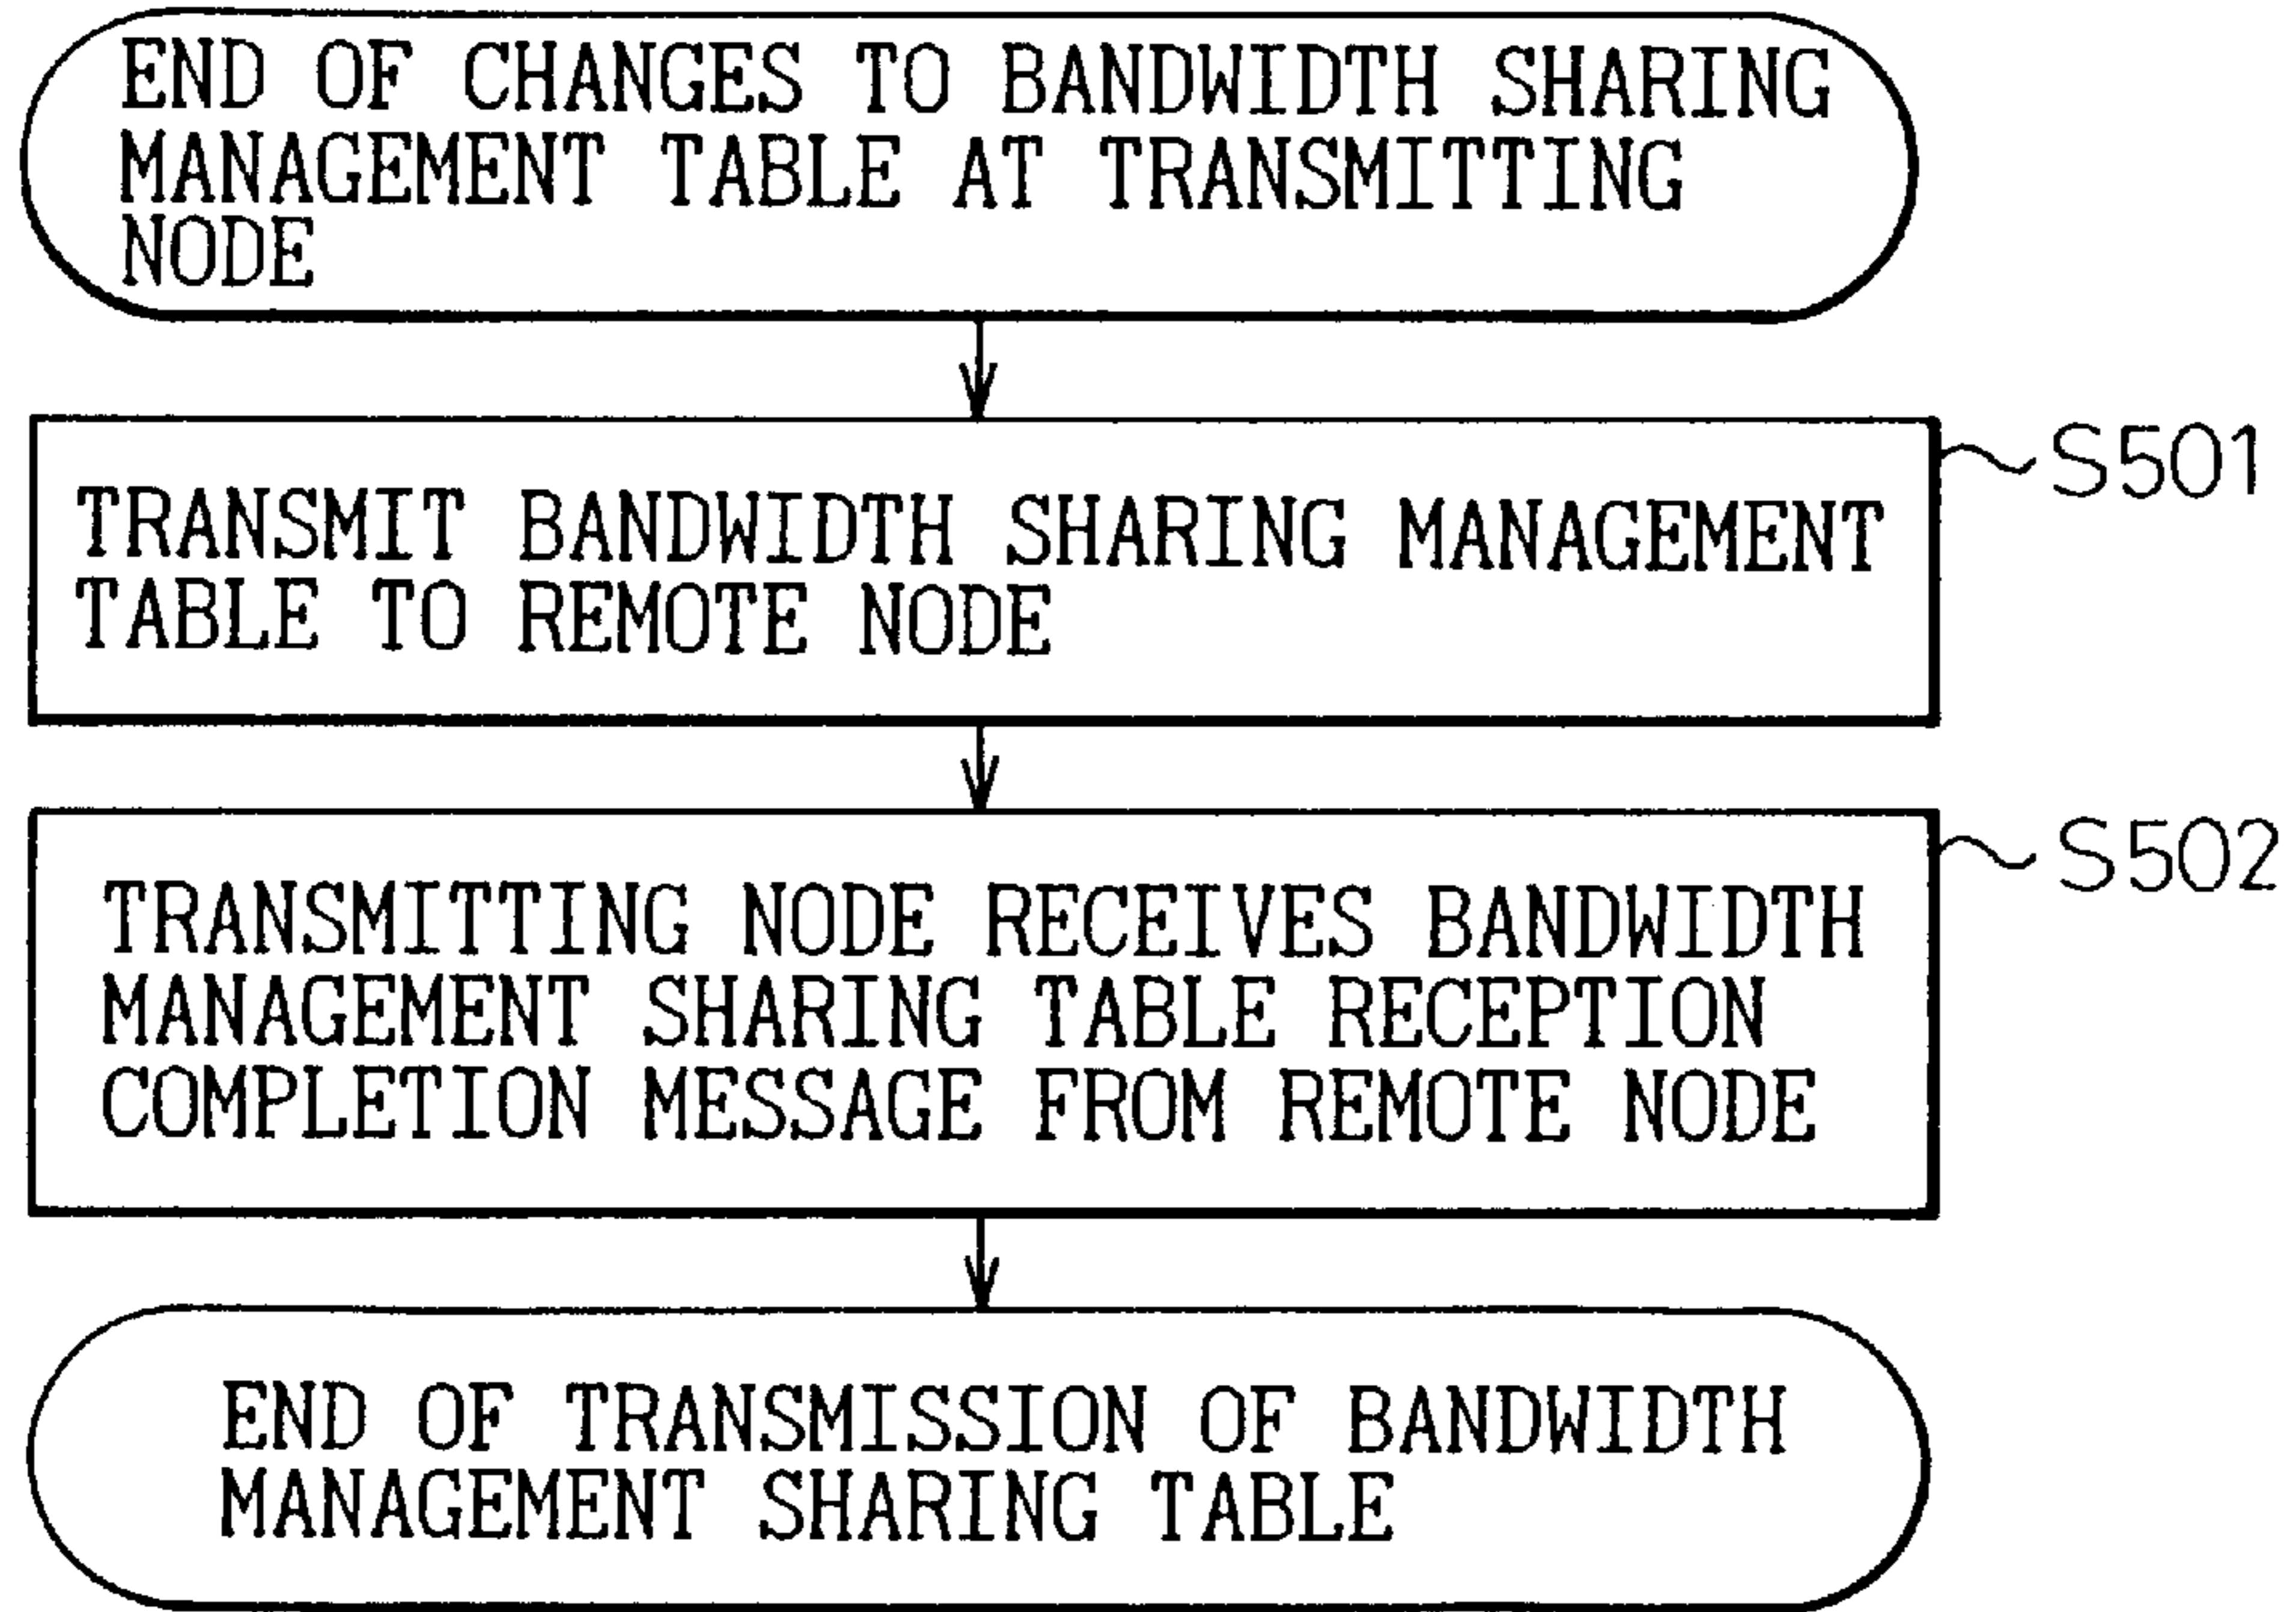 END OF CHANGES TO BANDWIDTH SHARING
MANAGEMENT TABLE AT TRANSMITTING
NODE
S501
TRANSMIT BANDWIDTH SHARING MANAGEMENT
TABLE TO REMOTE NODE
S502
TRANSMITTING NODE RECEIVES BANDWIDTH
MANAGEMENT SHARING TABLE RECEPTION
COMPLETION MESSAGE FROM REMOTE NODE
END OF TRANSMISSION OF BANDWIDTH
MANAGEMENT SHARING TABLE